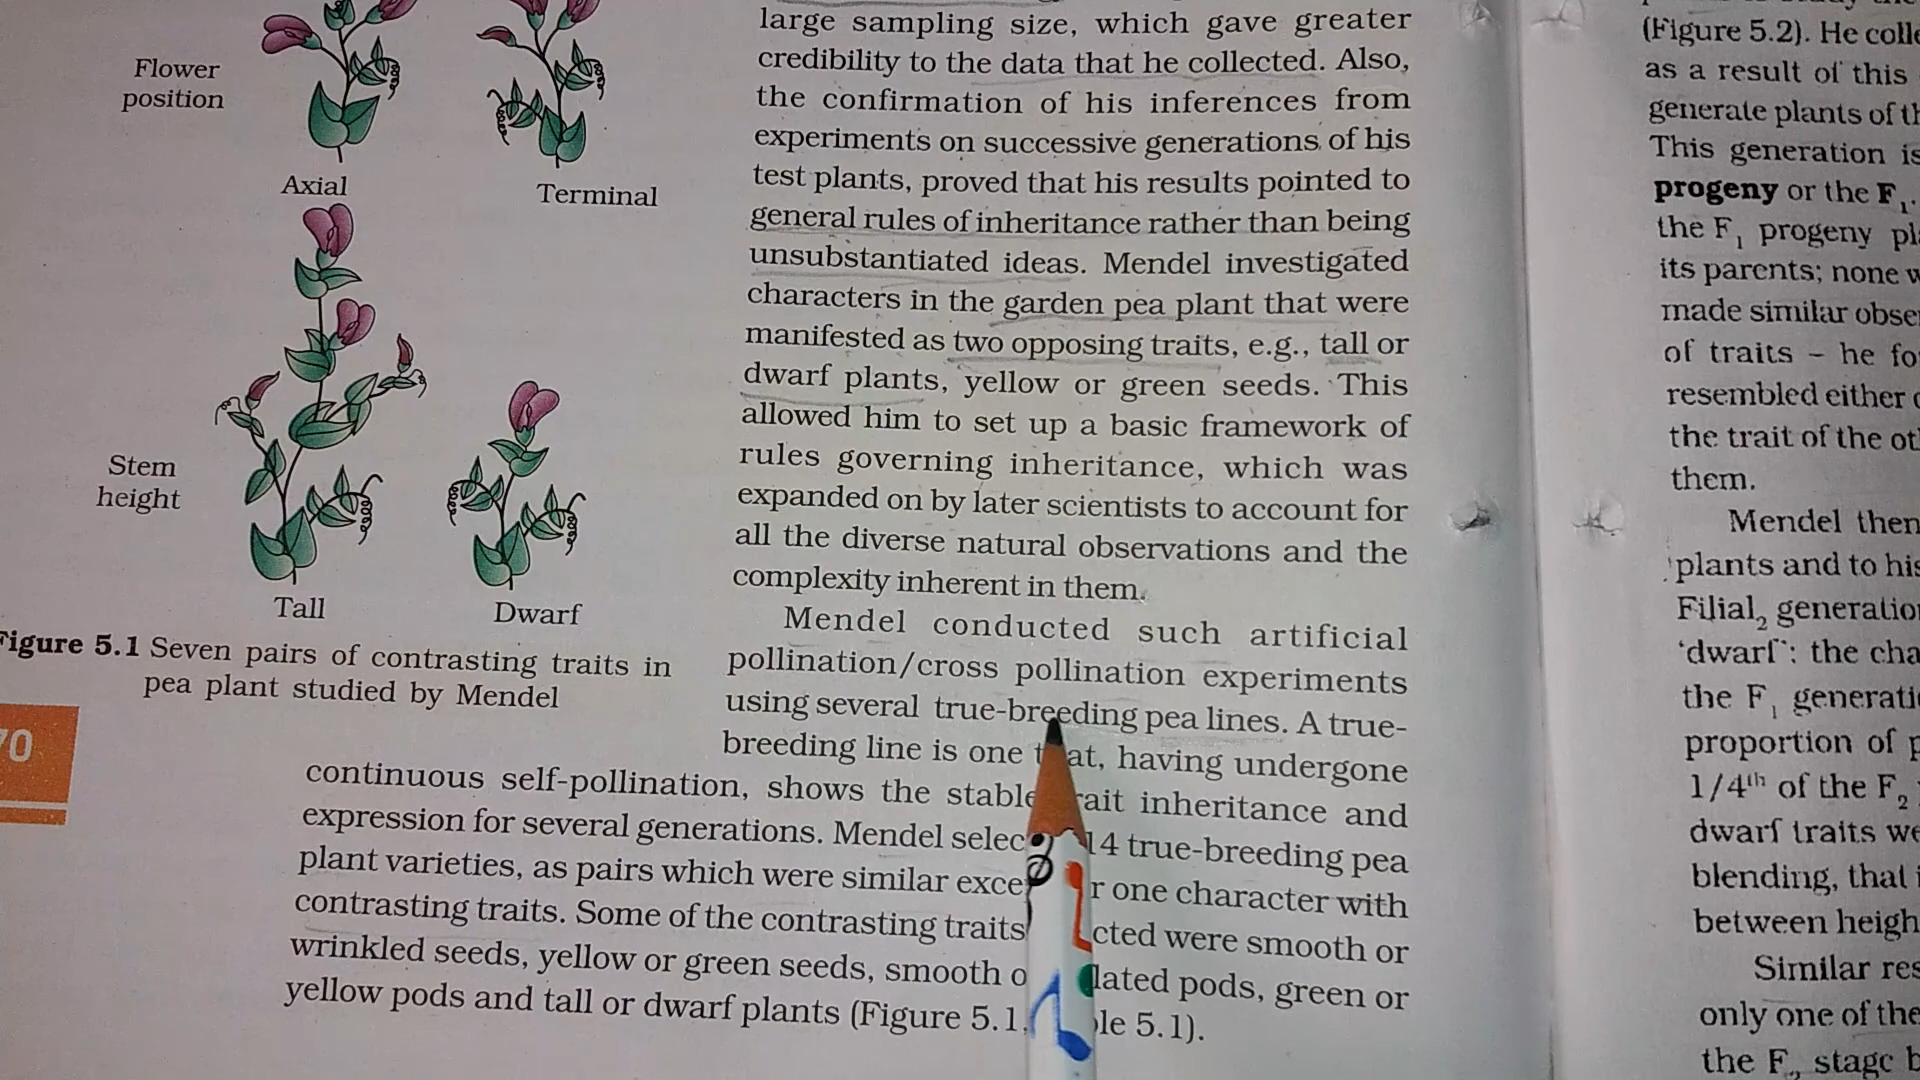 Flower
position
Axial
Terminal
Stem
height
Tall
Dwarf
Figure 5.1 Seven pairs of contrasting traits in
pea plant studied by Mendel
70
large sampling size, which gave greater
credibility to the data that he collected. Also,
the confirmation of his inferences from
experiments on successive generations of his
test plants, proved that his results pointed to
general rules of inheritance rather than being
unsubstantiated ideas. Mendel investigated
characters in the garden pea plant that were
manifested as two opposing traits, e.g., tall or
dwarf plants, yellow or green seeds. This
allowed him to set up a basic framework of
rules governing inheritance, which was
expanded on by later scientists to account for
all the diverse natural observations and the
complexity inherent in them.
Mendel conducted such artificial
pollination/cross pollination experiments
using several true-breeding pea lines. A true-
breeding line is one that, having undergone
continuous self-pollination, shows the stable trait inheritance and
expression for several generations. Mendel selec 14 true-breeding pea
plant varieties, as pairs which were similar except for one character with
contrasting traits. Some of the contrasting traits cted were smooth or
wrinkled seeds, yellow or green seeds, smooth o lated pods, green or
yellow pods and tall or dwarf plants (Figure 5.1, le 5.1).
(Figure 5.2). He colle
as a result of this
generate plants of th
This generation is
progeny or the F1.
the F1 progeny pl
its parents; none w
made similar obse
of traits – he fo
resembled either
the trait of the ot
them.
Mendel then
plants and to his
Filial2 generatio
‘dwarf’: the cha
the F1 generati
proportion of p
1/4th of the F2
dwarf traits we
blending, that i
between heigh
Similar res
only one of the
the F2 stage b